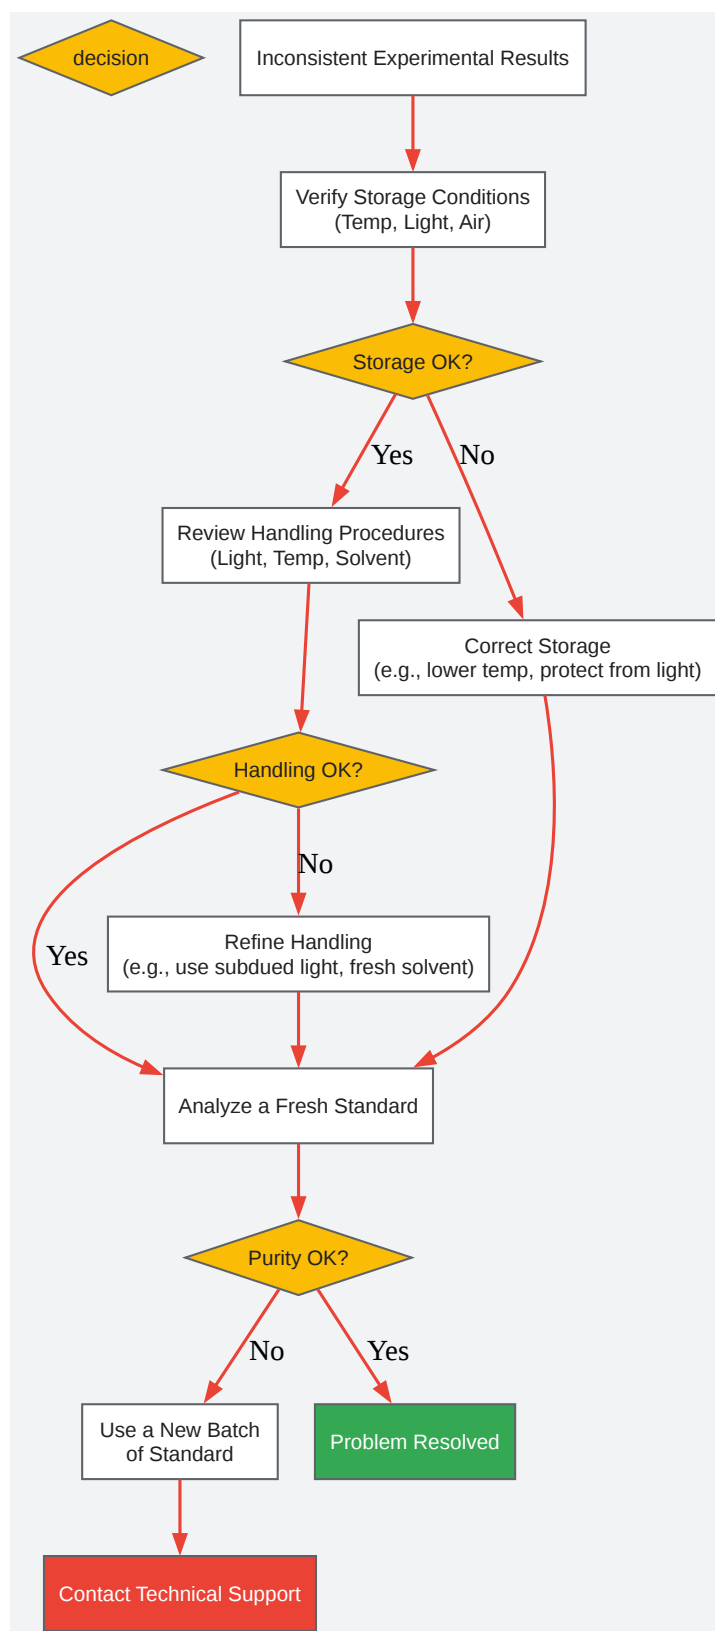 decision
Inconsistent Experimental Results
Verify Storage Conditions
(Temp, Light, Air)
Storage OK?
Yes
No
Review Handling Procedures
(Light, Temp, Solvent)
Correct Storage
(e.g., lower temp, protect from light)
Handling OK?
No
Yes
Refine Handling
(e.g., use subdued light, fresh solvent)
Analyze a Fresh Standard
Purity OK?
No
Yes
Use a New Batch
of Standard
Problem Resolved
Contact Technical Support